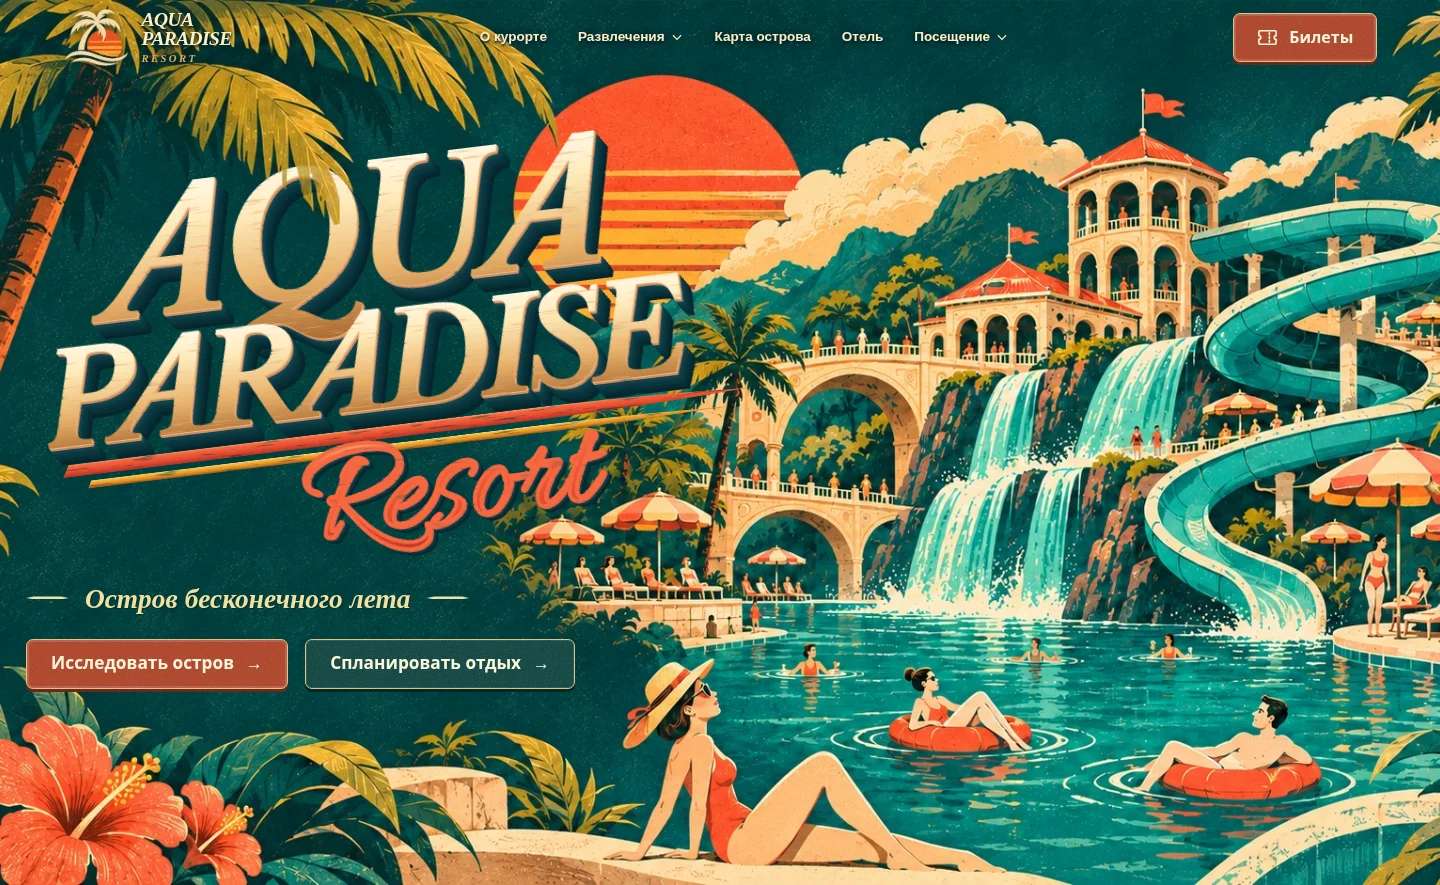 AQUA
PARADISE
RESORT
О курорте
Развлечения
Карта острова
Отель
Посещение
Билеты
AQUA
PARADISE
Resort
Остров бесконечного лета
Исследовать остров →
Спланировать отдых →